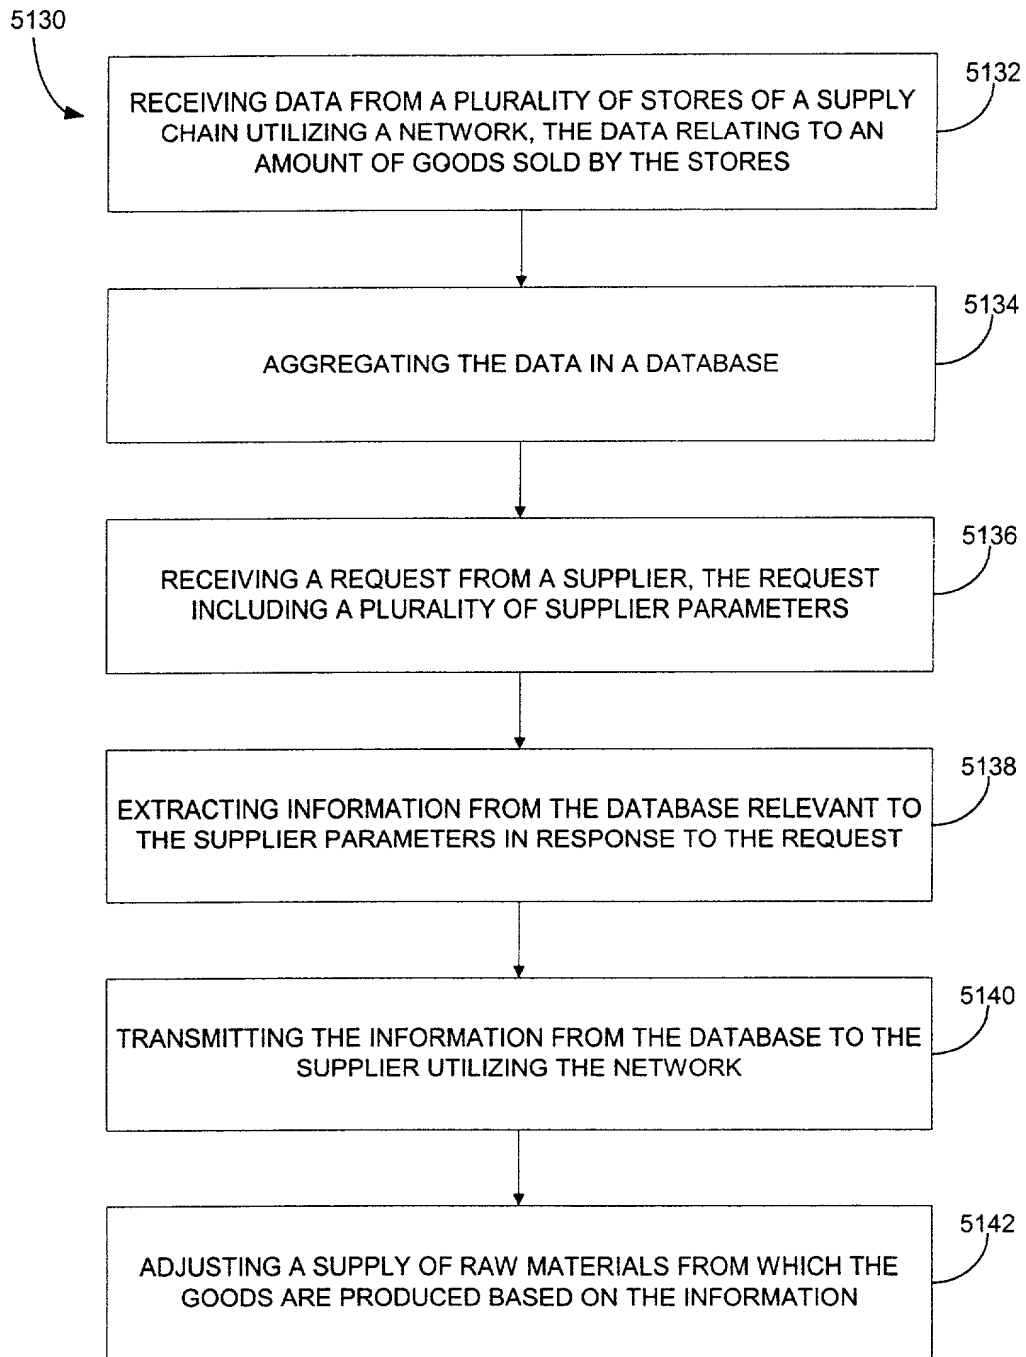 5130
5132
RECEIVING DATA FROM A PLURALITY OF STORES OF A SUPPLY
CHAIN UTILIZING A NETWORK, THE DATA RELATING TO AN
AMOUNT OF GOODS SOLD BY THE STORES
5134
AGGREGATING THE DATA IN A DATABASE
5136
RECEIVING A REQUEST FROM A SUPPLIER, THE REQUEST
INCLUDING A PLURALITY OF SUPPLIER PARAMETERS
5138
EXTRACTING INFORMATION FROM THE DATABASE RELEVANT TO
THE SUPPLIER PARAMETERS IN RESPONSE TO THE REQUEST
5140
TRANSMITTING THE INFORMATION FROM THE DATABASE TO THE
SUPPLIER UTILIZING THE NETWORK
5142
ADJUSTING A SUPPLY OF RAW MATERIALS FROM WHICH THE
GOODS ARE PRODUCED BASED ON THE INFORMATION